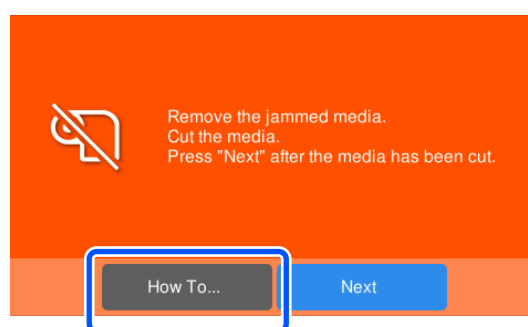 Remove the jammed media.
Cut the media.
Press "Next" after the media has been cut.
How To...
Next